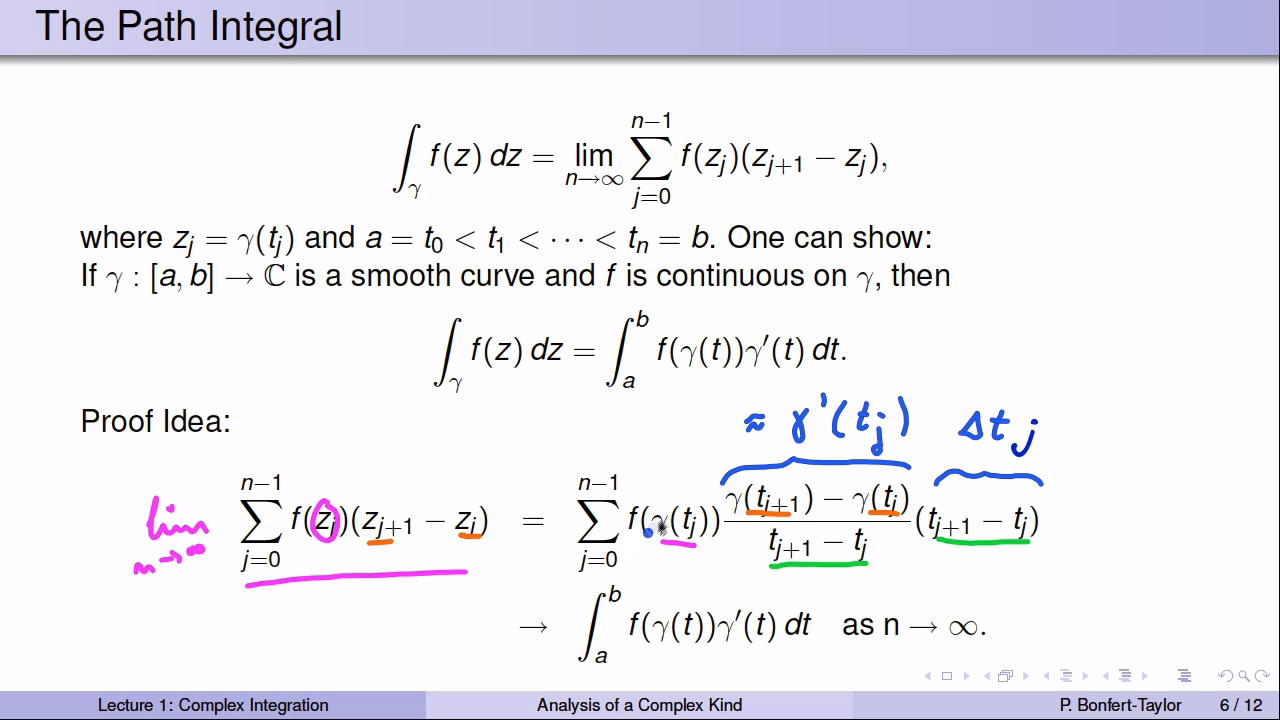 The Path Integral
∫_γ f(z) dz = lim_{n→∞} ∑_{j=0}^{n−1} f(z_j)(z_{j+1} − z_j),
where z_j = γ(t_j) and a = t_0 < t_1 < ⋯ < t_n = b. One can show:
If γ : [a, b] → ℂ is a smooth curve and f is continuous on γ, then
∫_γ f(z) dz = ∫_a^b f(γ(t))γ′(t) dt.
Proof Idea:
≈ γ'(t_j) Δt_j
lim_{n→∞} ∑_{j=0}^{n−1} f(z_j)(z_{j+1} − z_j) = ∑_{j=0}^{n−1} f(γ(t_j)) (γ(t_{j+1}) − γ(t_j))/(t_{j+1} − t_j) (t_{j+1} − t_j)
→ ∫_a^b f(γ(t))γ′(t) dt as n → ∞.
Lecture 1: Complex Integration Analysis of a Complex Kind P. Bonfert-Taylor 6 / 12